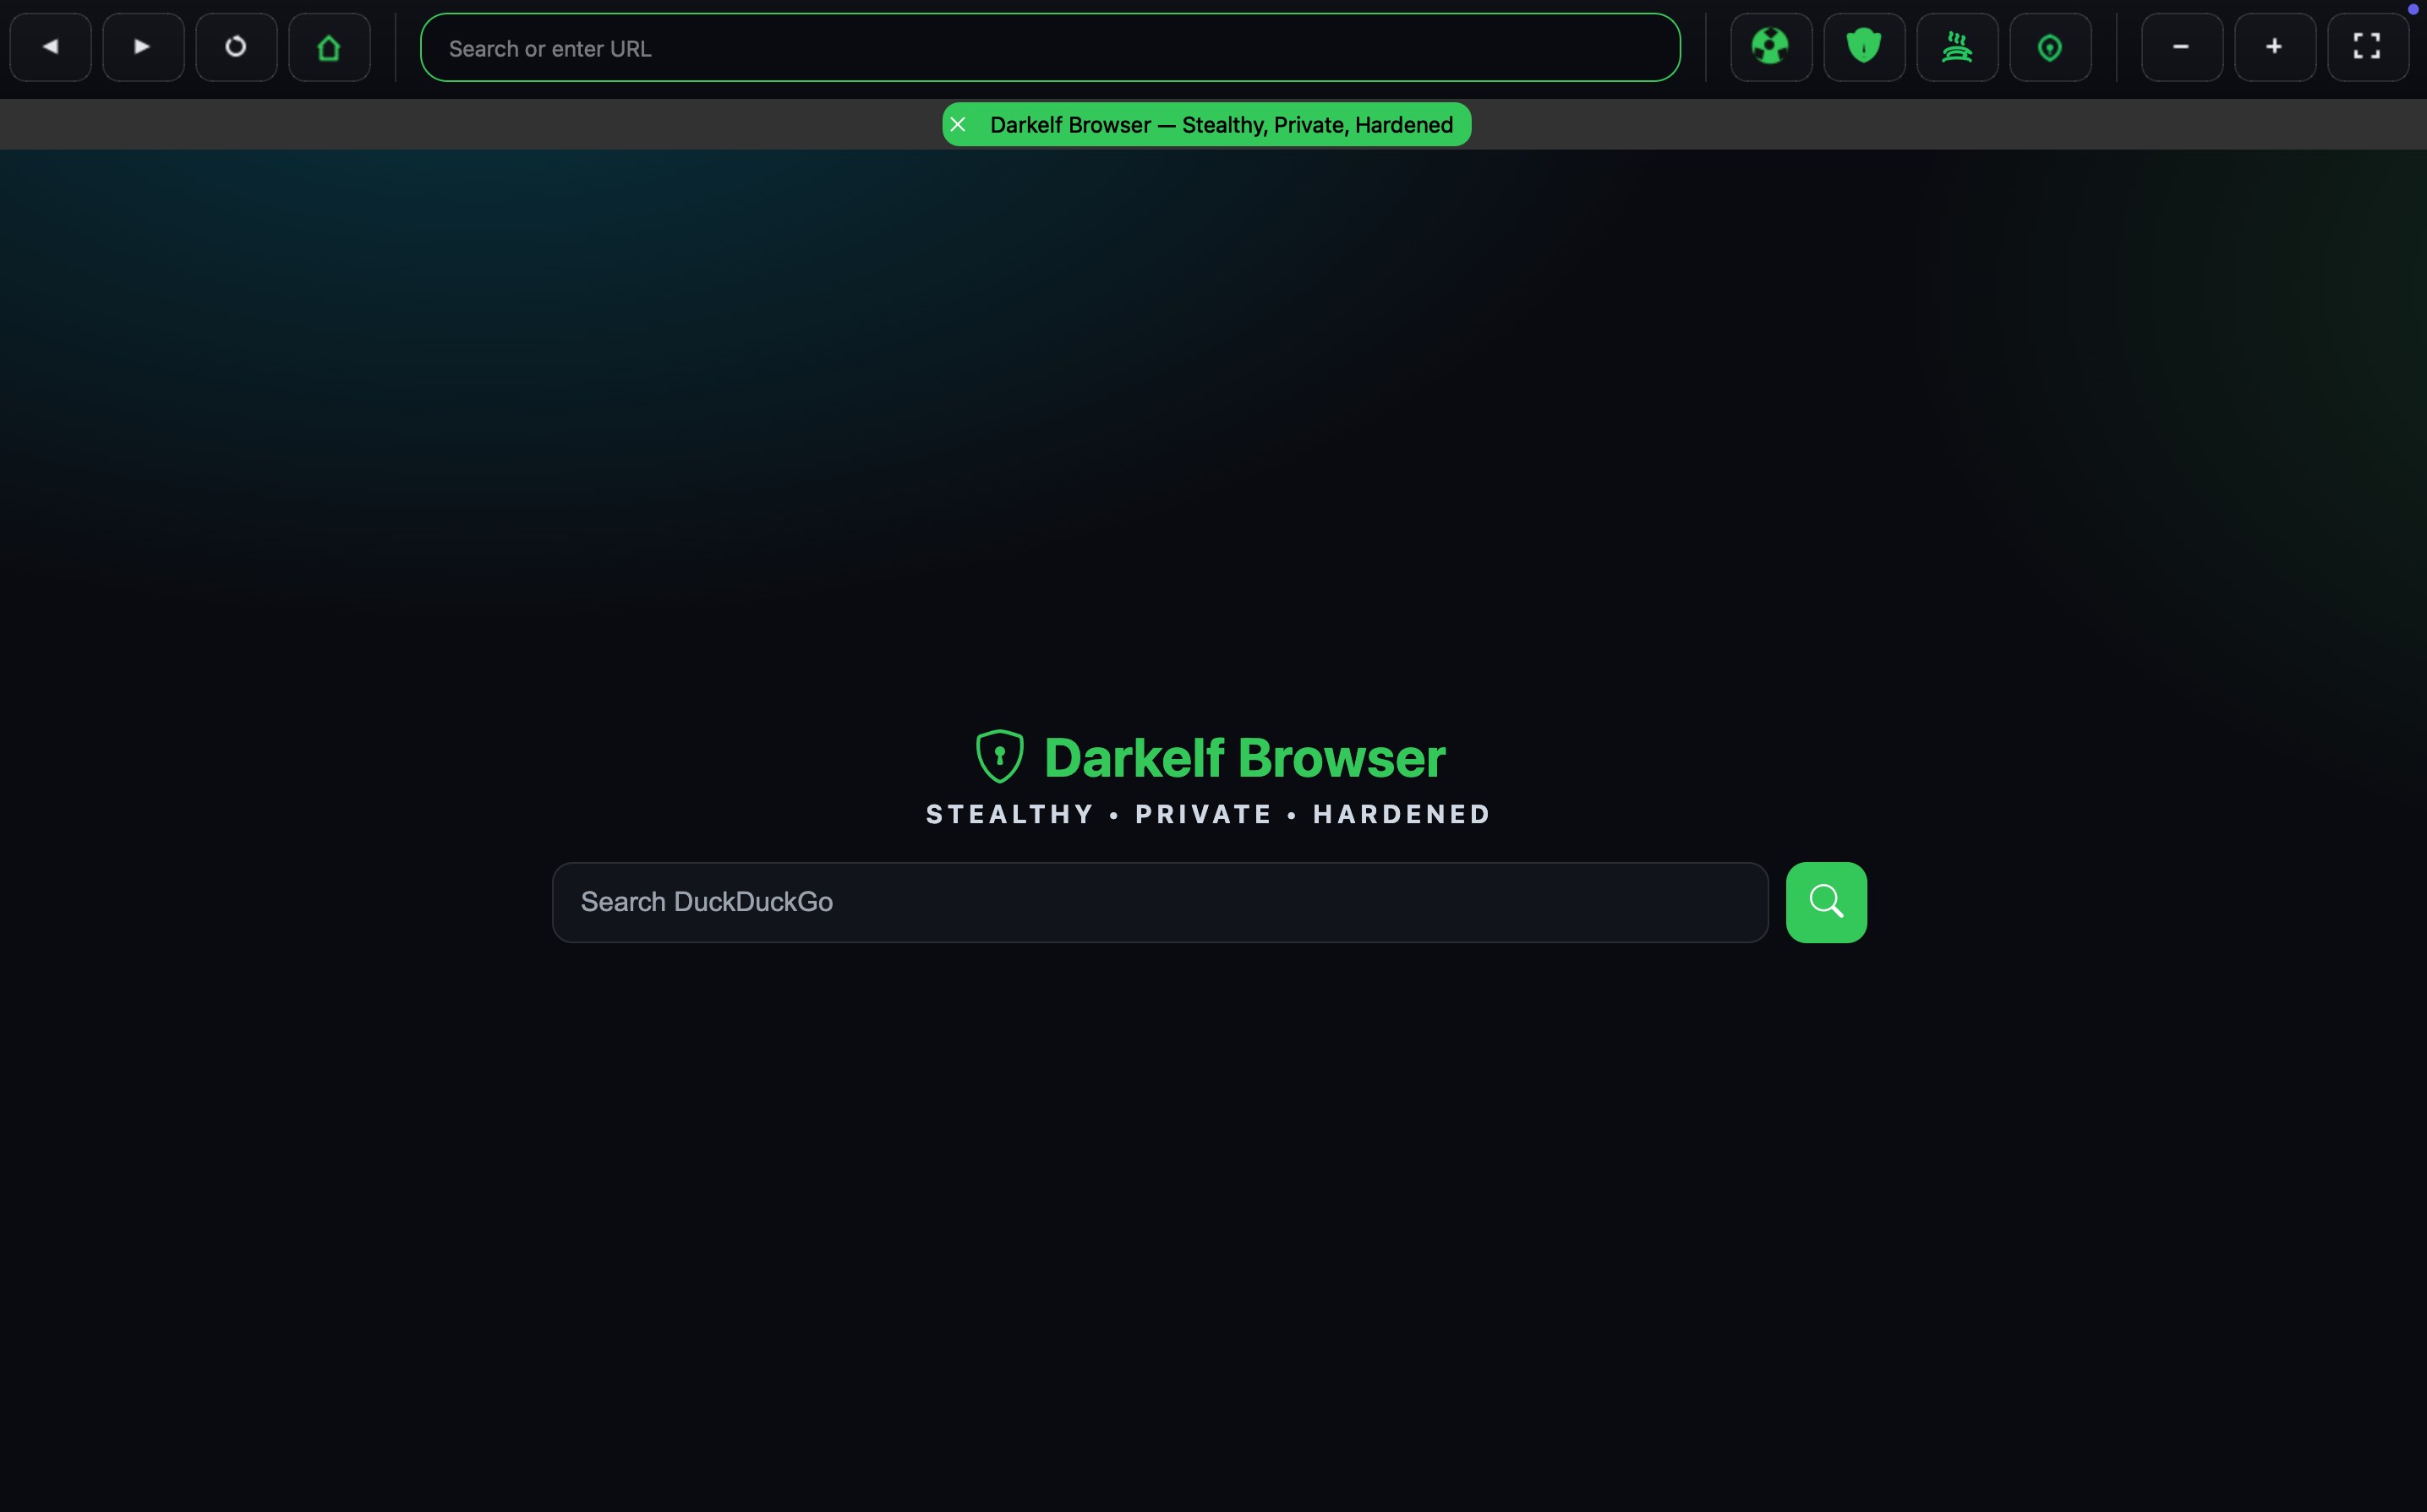 Search or enter URL
Darkelf Browser — Stealthy, Private, Hardened
Darkelf Browser
STEALTHY • PRIVATE • HARDENED
Search DuckDuckGo